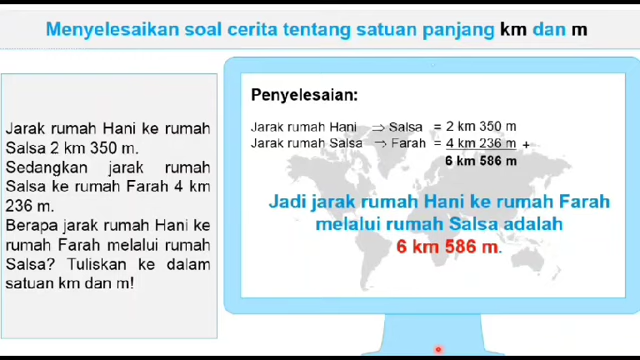 Menyelesaikan soal cerita tentang satuan panjang km dan m
Jarak rumah Hani ke rumah
Salsa 2 km 350 m.
Sedangkan jarak rumah
Salsa ke rumah Farah 4 km
236 m.
Berapa jarak rumah Hani ke
rumah Farah melalui rumah
Salsa? Tuliskan ke dalam
satuan km dan m!
Penyelesaian:
Jarak rumah Hani ⇒ Salsa = 2 km 350 m
Jarak rumah Salsa ⇒ Farah = 4 km 236 m +
6 km 586 m
Jadi jarak rumah Hani ke rumah Farah
melalui rumah Salsa adalah
6 km 586 m.